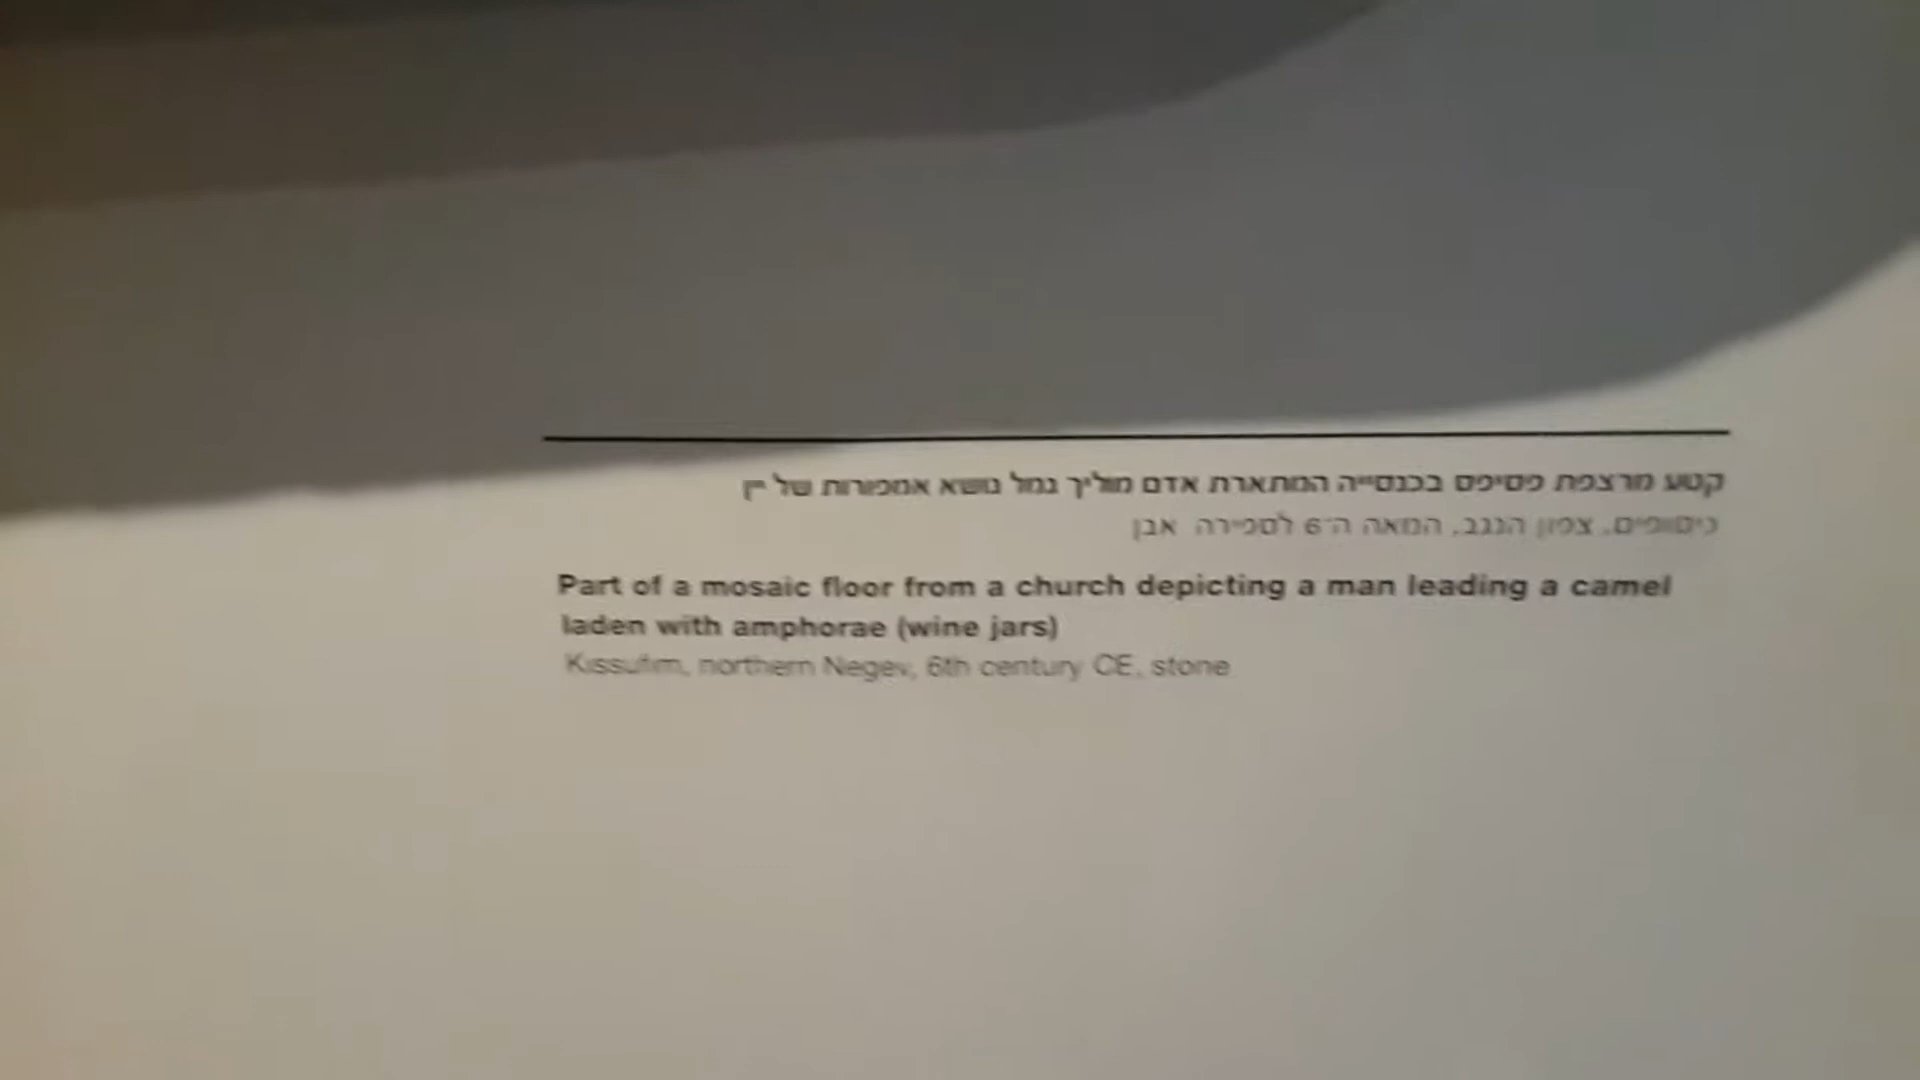 קטע מרצפת פסיפס בכנסייה המתארת אדם מוליך גמל נושא אמפורות של יין
כיסופים, צפון הנגב, המאה ה־6 לספירה אבן
Part of a mosaic floor from a church depicting a man leading a camel
laden with amphorae (wine jars)
Kissufim, northern Negev, 6th century CE, stone